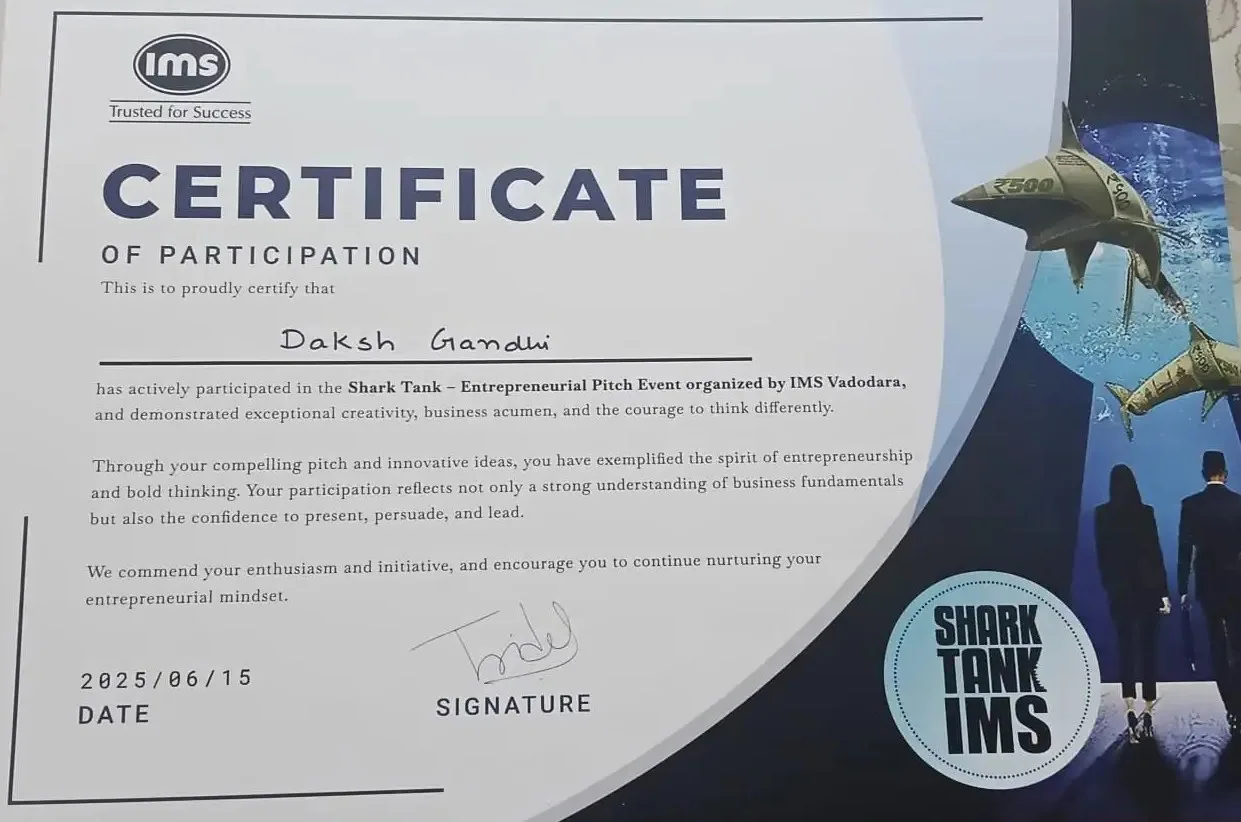 ims
Trusted for Success
CERTIFICATE
OF PARTICIPATION
This is to proudly certify that
Daksh Gandhi
has actively participated in the Shark Tank – Entrepreneurial Pitch Event organized by IMS Vadodara,
and demonstrated exceptional creativity, business acumen, and the courage to think differently.
Through your compelling pitch and innovative ideas, you have exemplified the spirit of entrepreneurship
and bold thinking. Your participation reflects not only a strong understanding of business fundamentals
but also the confidence to present, persuade, and lead.
We commend your enthusiasm and initiative, and encourage you to continue nurturing your
entrepreneurial mindset.
2025/06/15
DATE
SIGNATURE
₹500
₹500
SHARK
TANK
IMS